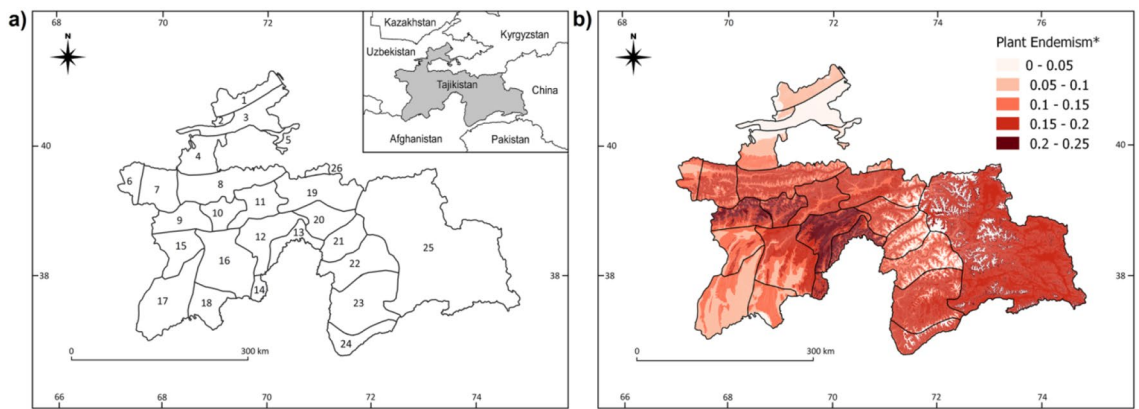 a)
68
70
72
74
76
N
Kazakhstan
Kyrgyzstan
Uzbekistan
Tajikistan
China
Afghanistan
Pakistan
1
2
3
5
40
4
40
26
6
7
8
19
9
10
11
20
12
13
15
16
21
25
22
38
38
14
17
18
23
24
0
300 km
66
68
70
72
74
b)
68
70
72
74
76
N
Plant Endemism*
0 - 0.05
0.05 - 0.1
0.1 - 0.15
0.15 - 0.2
0.2 - 0.25
40
40
38
38
0
300 km
66
68
70
72
74